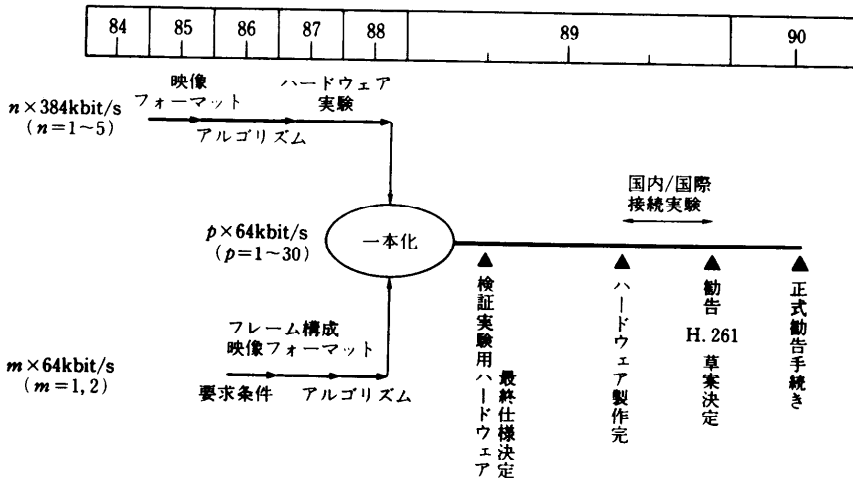 84 85 86 87 88 89 90
映像
フォーマット
ハードウェア
実験
n×384kbit/s
(n=1~5)
アルゴリズム
国内/国際
接続実験
p×64kbit/s
(p=1~30)
一本化
フレーム構成
映像フォーマット
m×64kbit/s
(m=1,2)
要求条件
アルゴリズム
検証実験用ハードウェア
最終仕様決定
ハードウェア製作完
勧告
H.261
草案決定
正式勧告手続き